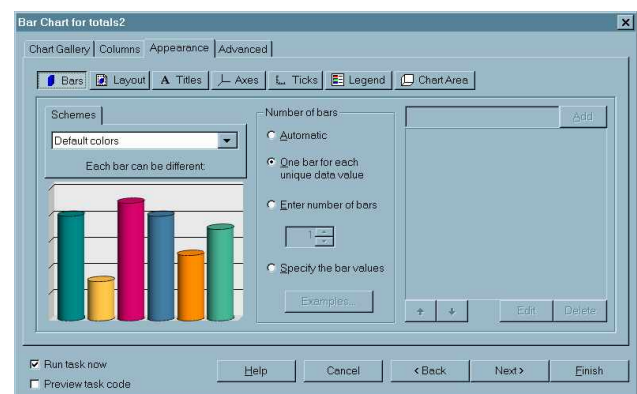 Bar Chart for totals2
Chart Gallery Columns Appearance Advanced
Bars Layout A Titles Axes Ticks Legend Chart Area
Schemes
Default colors
Each bar can be different.
Number of bars
Automatic
One bar for each
unique data value
Enter number of bars
1
Specify the bar values
Examples...
Add
Edit Delete
Run task now
Preview task code
Help Cancel < Back Next > Finish